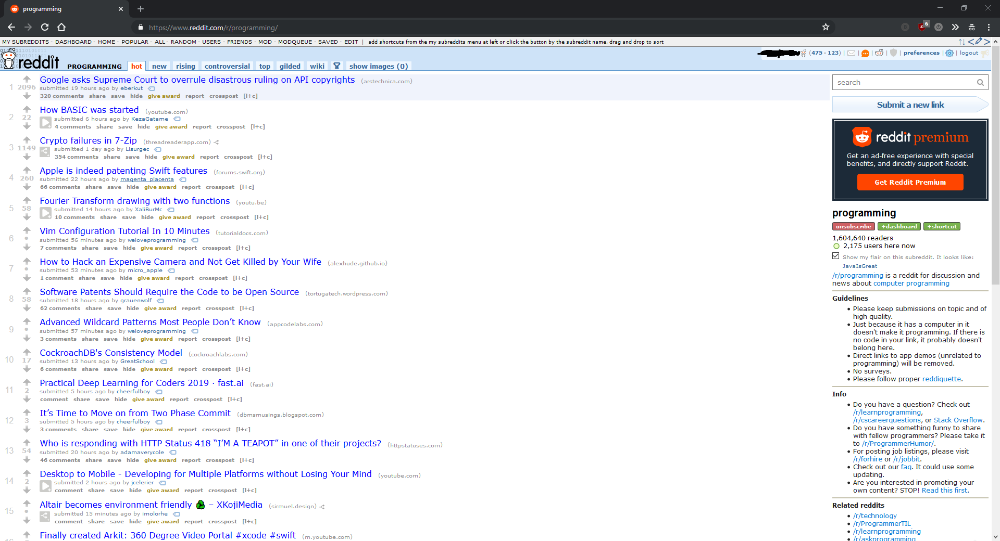 programming
https://www.reddit.com/r/programming/
6
MY SUBREDDITS - DASHBOARD - HOME - POPULAR - ALL - RANDOM - USERS - FRIENDS - MOD - MODQUEUE - SAVED - EDIT | add shortcuts from the my subreddits menu at left or click the button by the subreddit name, drag and drop to sort
(475 · 123) | | | | | preferences | | logout
reddit PROGRAMMING hot new rising controversial top gilded wiki show images (0)
1 2096 Google asks Supreme Court to overrule disastrous ruling on API copyrights (arstechnica.com)
submitted 19 hours ago by eberkut
320 comments share save hide give award report crosspost [l+c]
2 22 How BASIC was started (youtube.com)
submitted 6 hours ago by KezaGatame
4 comments share save hide give award report crosspost [l+c]
3 1149 Crypto failures in 7-Zip (threadreaderapp.com)
submitted 1 day ago by Lisurgec
354 comments share save hide give award report crosspost [l+c]
4 260 Apple is indeed patenting Swift features (forums.swift.org)
submitted 22 hours ago by magenta_placenta
66 comments share save hide give award report crosspost [l+c]
5 58 Fourier Transform drawing with two functions (youtu.be)
submitted 14 hours ago by XaliBurMc
10 comments share save hide give award report crosspost [l+c]
6 • Vim Configuration Tutorial In 10 Minutes (tutorialdocs.com)
submitted 56 minutes ago by weloveprogramming
7 comments share save hide give award report crosspost [l+c]
7 • How to Hack an Expensive Camera and Not Get Killed by Your Wife (alexhude.github.io)
submitted 53 minutes ago by micro_apple
1 comment share save hide give award report crosspost [l+c]
8 58 Software Patents Should Require the Code to be Open Source (tortugatech.wordpress.com)
submitted 18 hours ago by grauenwolf
62 comments share save hide give award report crosspost [l+c]
9 • Advanced Wildcard Patterns Most People Don’t Know (appcodelabs.com)
submitted 57 minutes ago by weloveprogramming
3 comments share save hide give award report crosspost [l+c]
10 17 CockroachDB's Consistency Model (cockroachlabs.com)
submitted 13 hours ago by GreatSchool
6 comments share save hide give award report crosspost [l+c]
11 2 Practical Deep Learning for Coders 2019 · fast.ai (fast.ai)
submitted 5 hours ago by cheerfulboy
comment share save hide give award report crosspost [l+c]
12 3 It’s Time to Move on from Two Phase Commit (dbmsmusings.blogspot.com)
submitted 5 hours ago by cheerfulboy
3 comments share save hide give award report crosspost [l+c]
13 54 Who is responding with HTTP Status 418 “I’M A TEAPOT” in one of their projects? (httpstatuses.com)
submitted 20 hours ago by adamaverycole
46 comments share save hide give award report crosspost [l+c]
14 2 Desktop to Mobile - Developing for Multiple Platforms without Losing Your Mind (youtube.com)
submitted 2 hours ago by jcelerier
comment share save hide give award report crosspost [l+c]
15 • Altair becomes environment friendly – XKojiMedia (sirmuel.design)
submitted 15 minutes ago by imolorhe
comment share save hide give award report crosspost [l+c]
Finally created Arkit: 360 Degree Video Portal #xcode #swift (m.youtube.com)
search
Submit a new link
reddit premium
Get an ad-free experience with special
benefits, and directly support Reddit.
Get Reddit Premium
programming
unsubscribe +dashboard +shortcut
1,604,640 readers
2,175 users here now
Show my flair on this subreddit. It looks like:
JavaIsGreat
/r/programming is a reddit for discussion and
news about computer programming
Guidelines
• Please keep submissions on topic and of
high quality.
• Just because it has a computer in it
doesn't make it programming. If there is
no code in your link, it probably doesn't
belong here.
• Direct links to app demos (unrelated to
programming) will be removed.
• No surveys.
• Please follow proper reddiquette.
Info
• Do you have a question? Check out
/r/learnprogramming,
/r/cscareerquestions, or Stack Overflow.
• Do you have something funny to share
with fellow programmers? Please take it
to /r/ProgrammerHumor/.
• For posting job listings, please visit
/r/forhire or /r/jobbit.
• Check out our faq. It could use some
updating.
• Are you interested in promoting your
own content? STOP! Read this first.
Related reddits
• /r/technology
• /r/ProgrammerTIL
• /r/learnprogramming
• /r/askprogramming